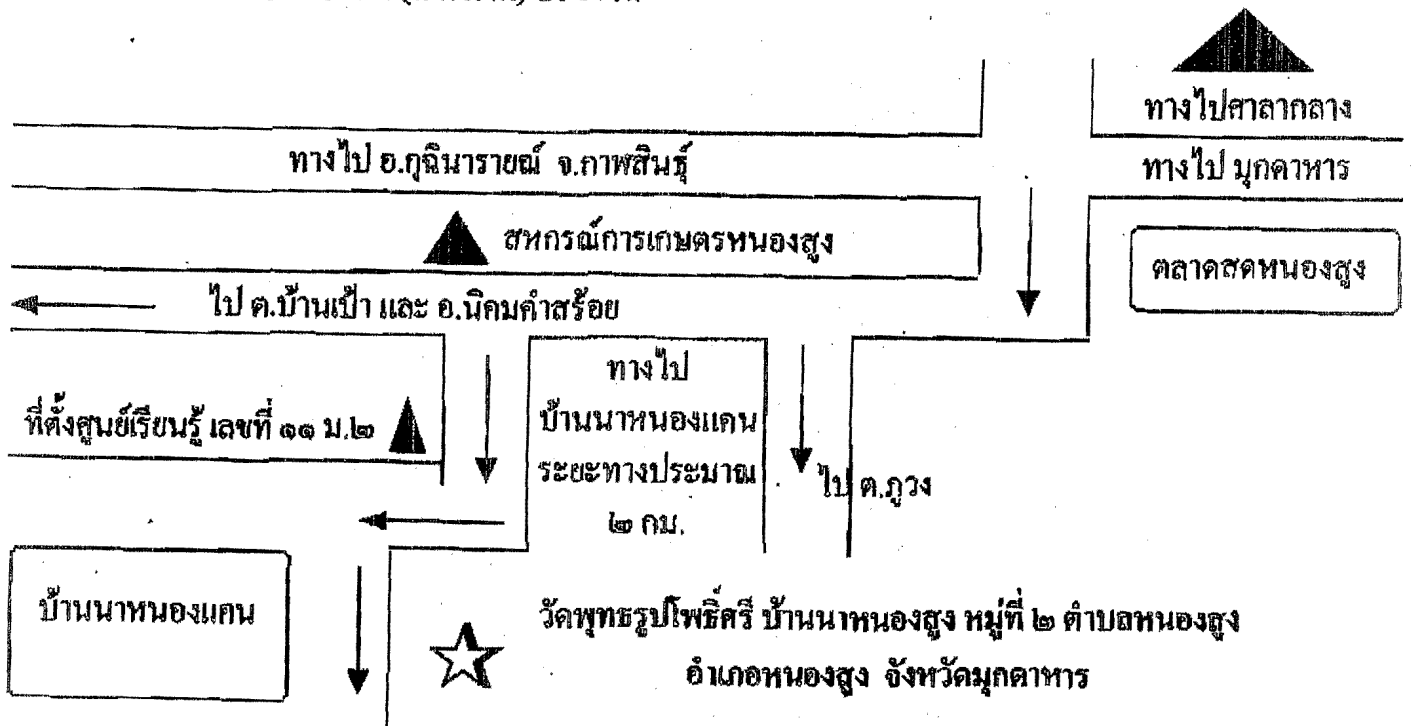 ทางไปศาลากลาง
ทางไป อ.กุฉินารายณ์ จ.กาฬสินธุ์
ทางไป มุกดาหาร
สหกรณ์การเกษตรหนองสูง
ตลาดสดหนองสูง
ไป ต.บ้านเป้า และ อ.นิคมคำสร้อย
ทางไป
บ้านนาหนองแคน
ระยะทางประมาณ
๒ กม.
ที่ตั้งศูนย์เรียนรู้ เลขที่ ๑๑ ม.๒
ไป ต.ภูวง
บ้านนาหนองแคน
วัดพุทธรูปโพธิ์ศรี บ้านนาหนองสูง หมู่ที่ ๒ ตำบลหนองสูง
อำเภอหนองสูง จังหวัดมุกดาหาร